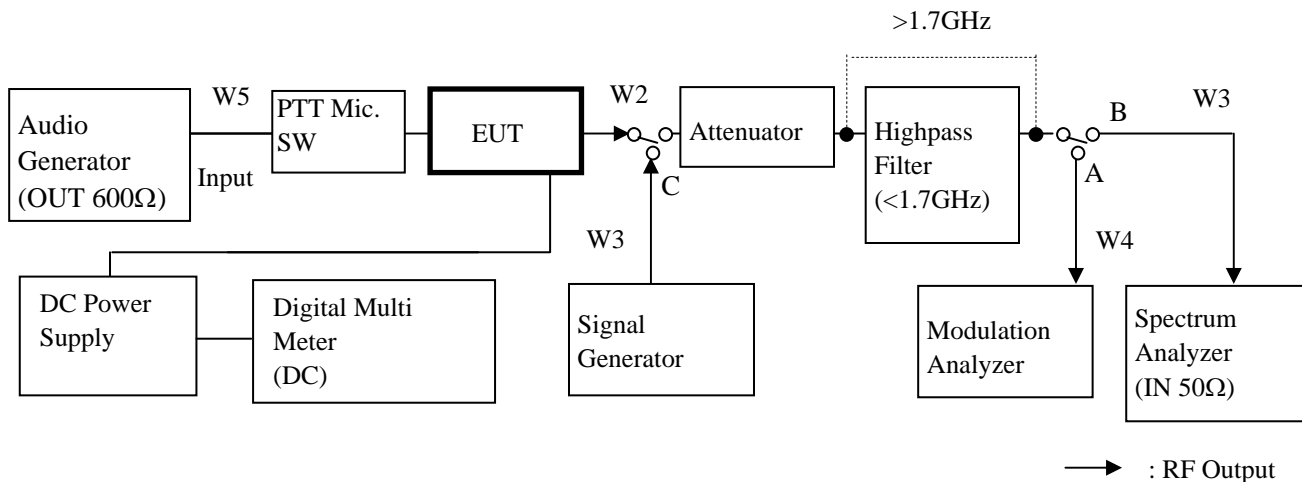 >1.7GHz
Audio
Generator
(OUT 600Ω)
W5
Input
PTT Mic.
SW
EUT
W2
C
W3
Attenuator
Highpass
Filter
(<1.7GHz)
B
A
W3
W4
DC Power
Supply
Digital Multi
Meter
(DC)
Signal
Generator
Modulation
Analyzer
Spectrum
Analyzer
(IN 50Ω)
: RF Output